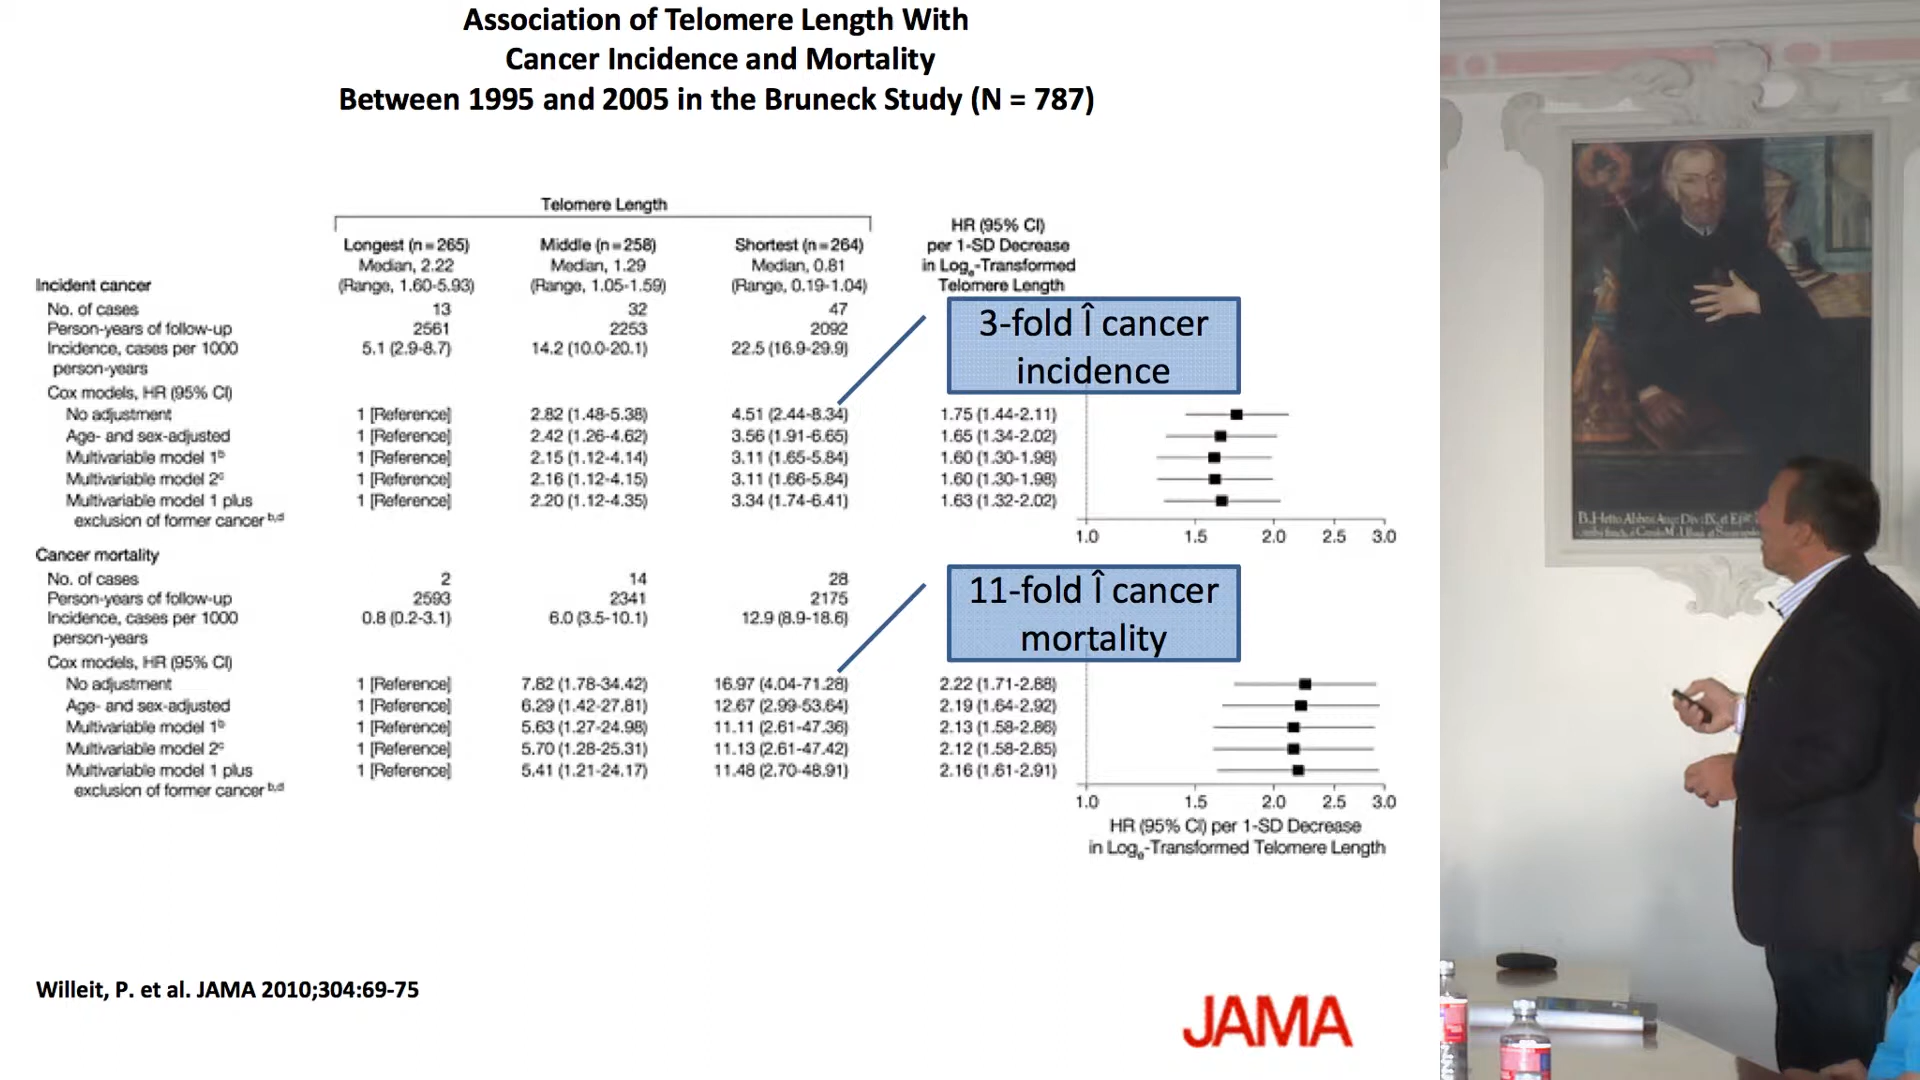 Association of Telomere Length With
Cancer Incidence and Mortality
Between 1995 and 2005 in the Bruneck Study (N = 787)
Telomere Length
Longest (n=265) Middle (n=258) Shortest (n=264)
Median, 2.22 Median, 1.29 Median, 0.81
(Range, 1.60-5.93) (Range, 1.05-1.59) (Range, 0.19-1.04)
HR (95% CI)
per 1-SD Decrease
in Logₑ-Transformed
Telomere Length
Incident cancer
No. of cases 13 32 47
Person-years of follow-up 2561 2253 2092
Incidence, cases per 1000 5.1 (2.9-8.7) 14.2 (10.0-20.1) 22.5 (16.9-29.9)
person-years
Cox models, HR (95% CI)
No adjustment 1 [Reference] 2.82 (1.48-5.38) 4.51 (2.44-8.34) 1.75 (1.44-2.11)
Age- and sex-adjusted 1 [Reference] 2.42 (1.26-4.62) 3.56 (1.91-6.65) 1.65 (1.34-2.02)
Multivariable model 1ᵇ 1 [Reference] 2.15 (1.12-4.14) 3.11 (1.65-5.84) 1.60 (1.30-1.98)
Multivariable model 2ᶜ 1 [Reference] 2.16 (1.12-4.15) 3.11 (1.66-5.84) 1.60 (1.30-1.98)
Multivariable model 1 plus 1 [Reference] 2.20 (1.12-4.35) 3.34 (1.74-6.41) 1.63 (1.32-2.02)
exclusion of former cancer ᵇ,ᵈ
3-fold Î cancer
incidence
1.0 1.5 2.0 2.5 3.0
Cancer mortality
No. of cases 2 14 28
Person-years of follow-up 2593 2341 2175
Incidence, cases per 1000 0.8 (0.2-3.1) 6.0 (3.5-10.1) 12.9 (8.9-18.6)
person-years
Cox models, HR (95% CI)
No adjustment 1 [Reference] 7.82 (1.78-34.42) 16.97 (4.04-71.28) 2.22 (1.71-2.88)
Age- and sex-adjusted 1 [Reference] 6.29 (1.42-27.81) 12.67 (2.99-53.64) 2.19 (1.64-2.92)
Multivariable model 1ᵇ 1 [Reference] 5.63 (1.27-24.98) 11.11 (2.61-47.36) 2.13 (1.58-2.86)
Multivariable model 2ᶜ 1 [Reference] 5.70 (1.28-25.31) 11.13 (2.61-47.42) 2.12 (1.58-2.85)
Multivariable model 1 plus 1 [Reference] 5.41 (1.21-24.17) 11.48 (2.70-48.91) 2.16 (1.61-2.91)
exclusion of former cancer ᵇ,ᵈ
11-fold Î cancer
mortality
1.0 1.5 2.0 2.5 3.0
HR (95% CI) per 1-SD Decrease
in Logₑ-Transformed Telomere Length
Willeit, P. et al. JAMA 2010;304:69-75
JAMA
B. Hetto Abbas